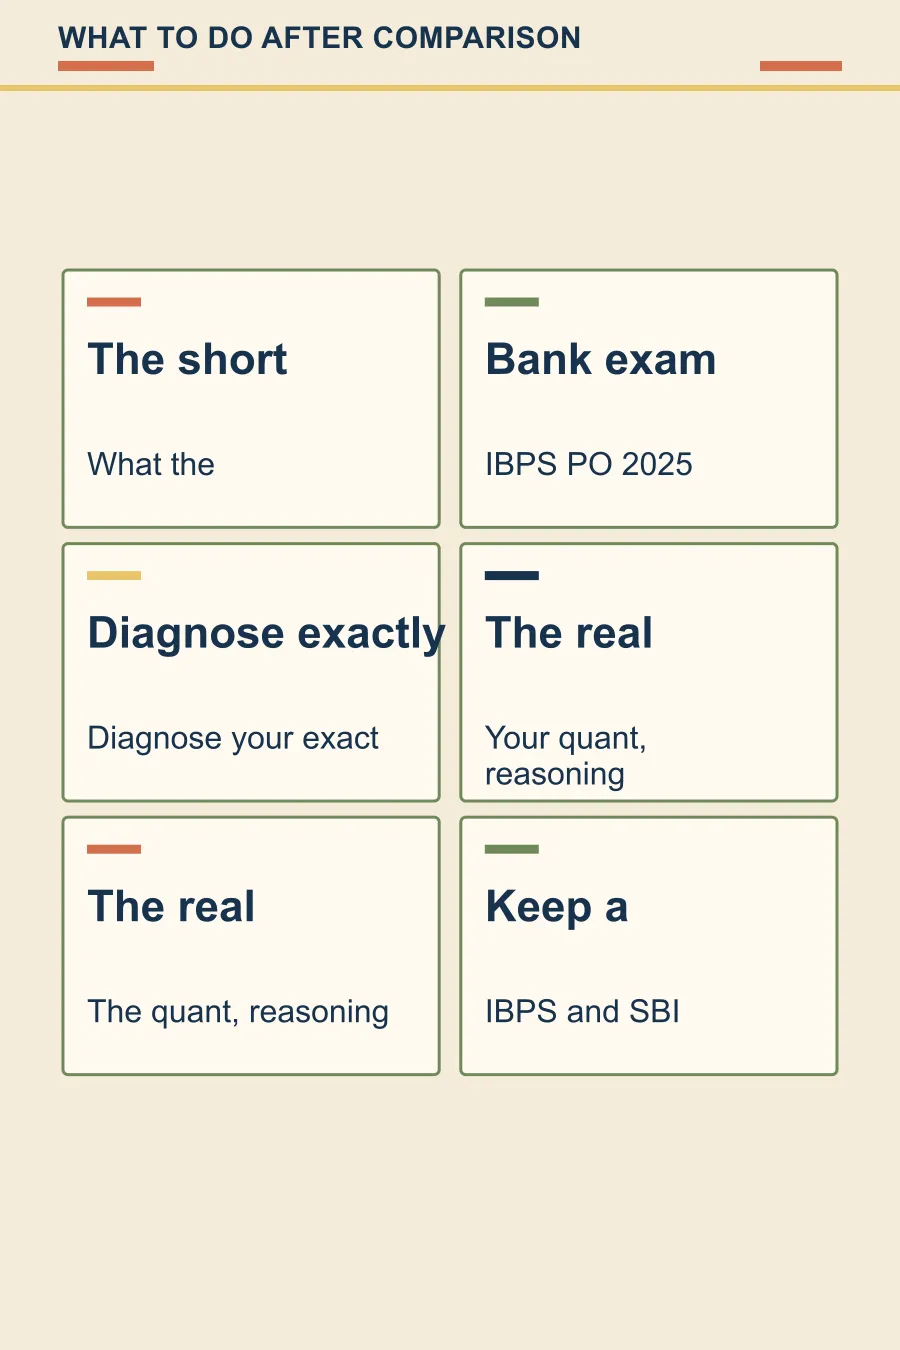 WHAT TO DO AFTER COMPARISON
The short
What the
Bank exam
IBPS PO 2025
Diagnose exactly
Diagnose your exact
The real
Your quant,
reasoning
The real
The quant, reasoning
Keep a
IBPS and SBI